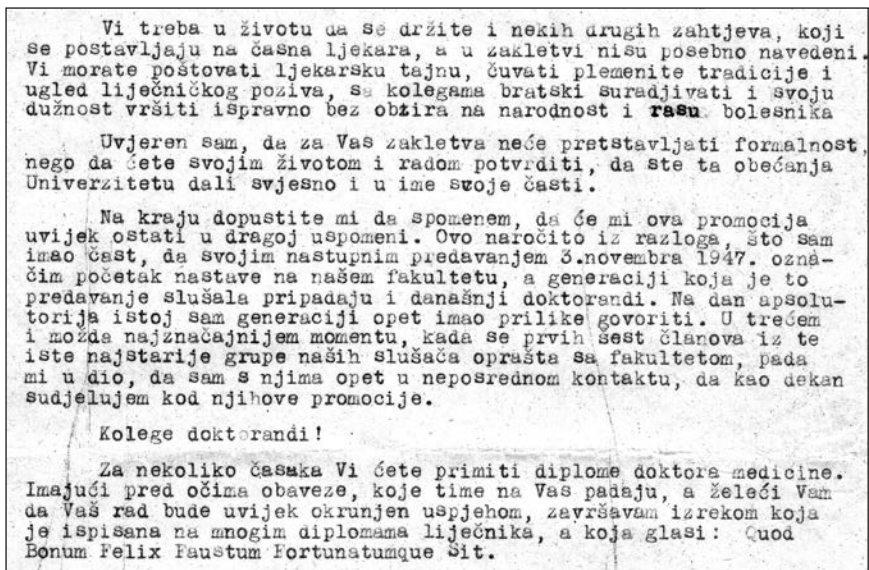 Vi treba u životu da se držite i nekih drugih zahtjeva, koji
se postavljaju na časna ljekara, a u zakletvi nisu posebno navedeni.
Vi morate poštovati ljekarsku tajnu, čuvati plemenite tradicije i
ugled liječničkog poziva, sa kolegama bratski suradjivati i svoju
dužnost vršiti ispravno bez obzira na narodnost i rasu bolesnika
Uvjeren sam, da za Vas zakletva neće pretstavljati formalnost,
nego da ćete svojim životom i radom potvrditi, da ste ta obećanja
Univerzitetu dali svjesno i u ime svoje časti.
Na kraju dopustite mi da spomenem, da će mi ova promocija
uvijek ostati u dragoj uspomeni. Ovo naročito iz razloga, što sam
imao čast, da svojim nastupnim predavanjem 3.novembra 1947. ozna-
čim početak nastave na našem fakultetu, a generaciji koja je to
predavanje slušala pripadaju i današnji doktorandi. Na dan apsolu-
torija istoj sam generaciji opet imao prilike govoriti. U trećem
i možda najznačajnijem momentu, kada se prvih šest članova iz te
iste najstarije grupe naših slušača oprašta sa fakultetom, pada
mi u dio, da sam s njima opet u neposrednom kontaktu, da kao dekan
sudjelujem kod njihove promocije.
Kolege doktorandi!
Za nekoliko časaka Vi ćete primiti diplome doktora medicine.
Imajući pred očima obaveze, koje time na Vas padaju, a želeći Vam
da Vaš rad bude uvijek okrunjen uspjehom, završavam izrekom koja
je ispisana na mnogim diplomama liječnika, a koja glasi: Quod
Bonum Felix Faustum Fortunatumque Sit.